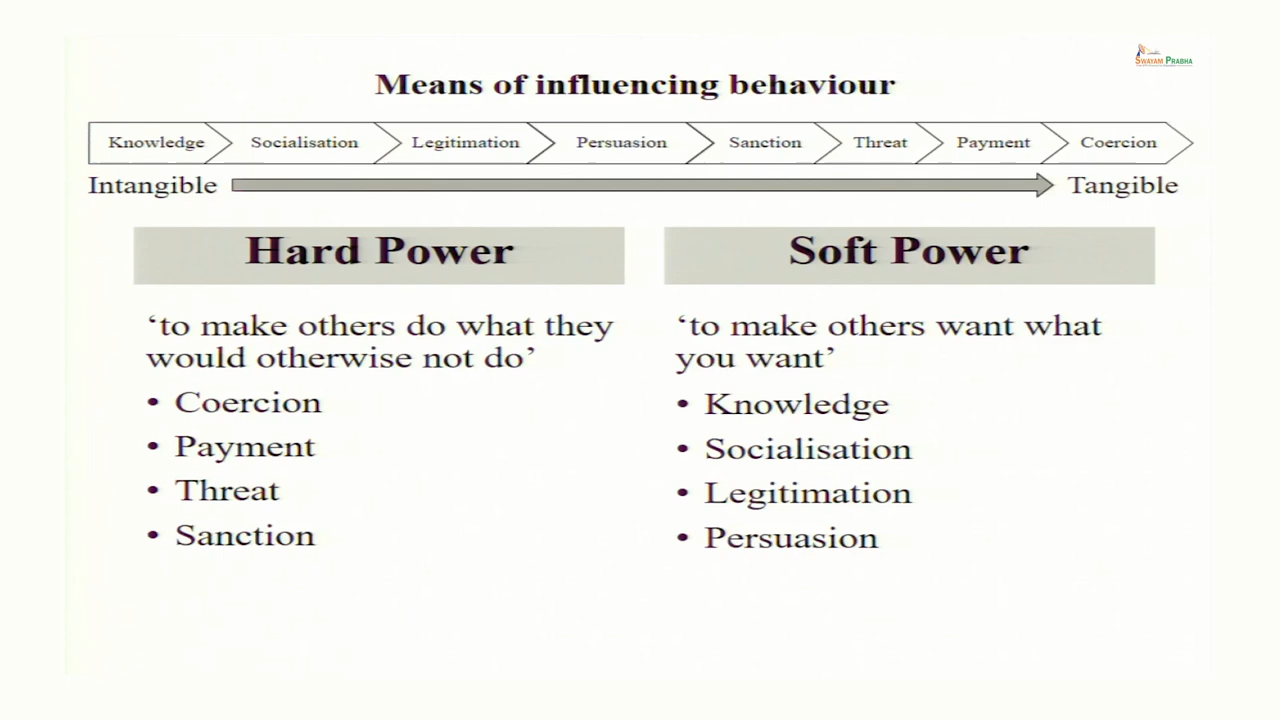 SWAYAM PRABHA
Means of influencing behaviour
Knowledge Socialisation Legitimation Persuasion Sanction Threat Payment Coercion
Intangible Tangible
Hard Power
'to make others do what they
would otherwise not do'
• Coercion
• Payment
• Threat
• Sanction
Soft Power
'to make others want what
you want'
• Knowledge
• Socialisation
• Legitimation
• Persuasion